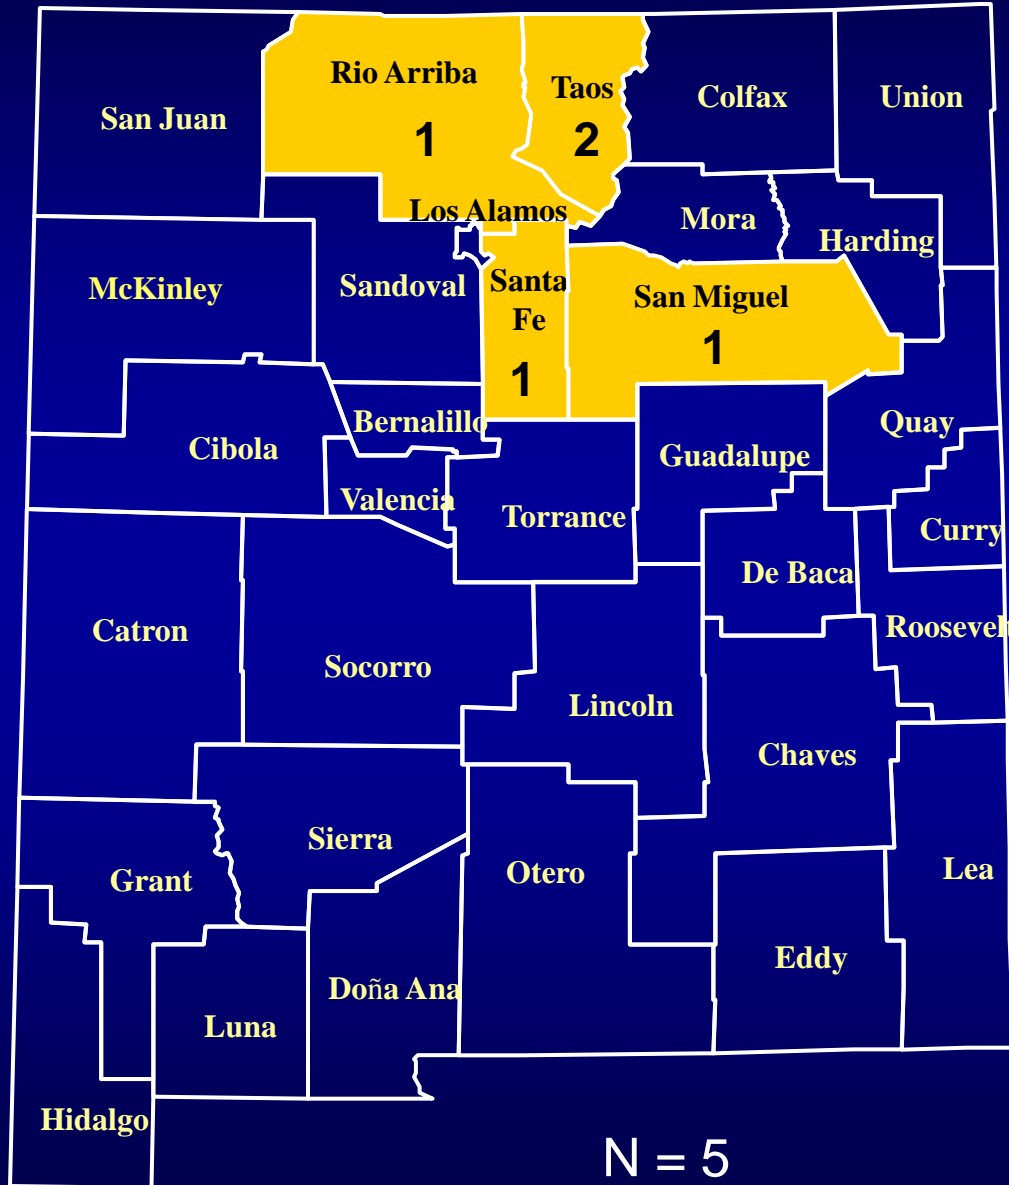 Rio Arriba
1
Taos
2
Colfax
Union
San Juan
Los Alamos
Mora
Harding
McKinley
Sandoval
Santa
Fe
1
San Miguel
1
Bernalillo
Cibola
Guadalupe
Quay
Valencia
Torrance
Curry
De Baca
Catron
Roosevelt
Socorro
Lincoln
Chaves
Sierra
Grant
Otero
Lea
Eddy
Doña Ana
Luna
Hidalgo
N = 5